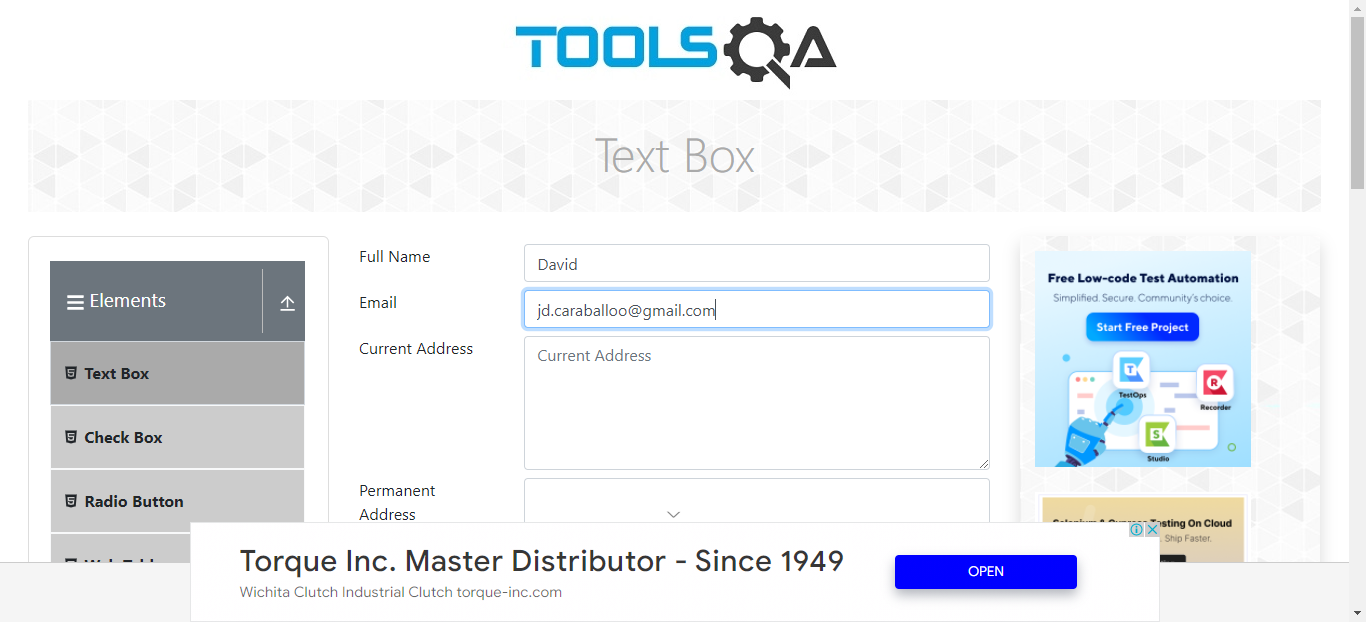 TOOLSQA
Text Box
Elements
Text Box
Check Box
Radio Button
Full Name
David
Email
jd.caraballoo@gmail.com
Current Address
Current Address
Permanent
Address
Free Low-code Test Automation
Simplified. Secure. Community's choice.
Start Free Project
TestOps
Recorder
Studio
Testing On Cloud
Ship Faster.
Torque Inc. Master Distributor - Since 1949
Wichita Clutch Industrial Clutch torque-inc.com
OPEN